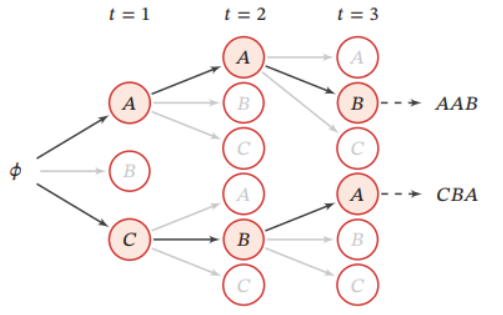 t = 1 t = 2 t = 3
A A
A B B AAB
C C
ϕ B
A A CBA
C B B
C C